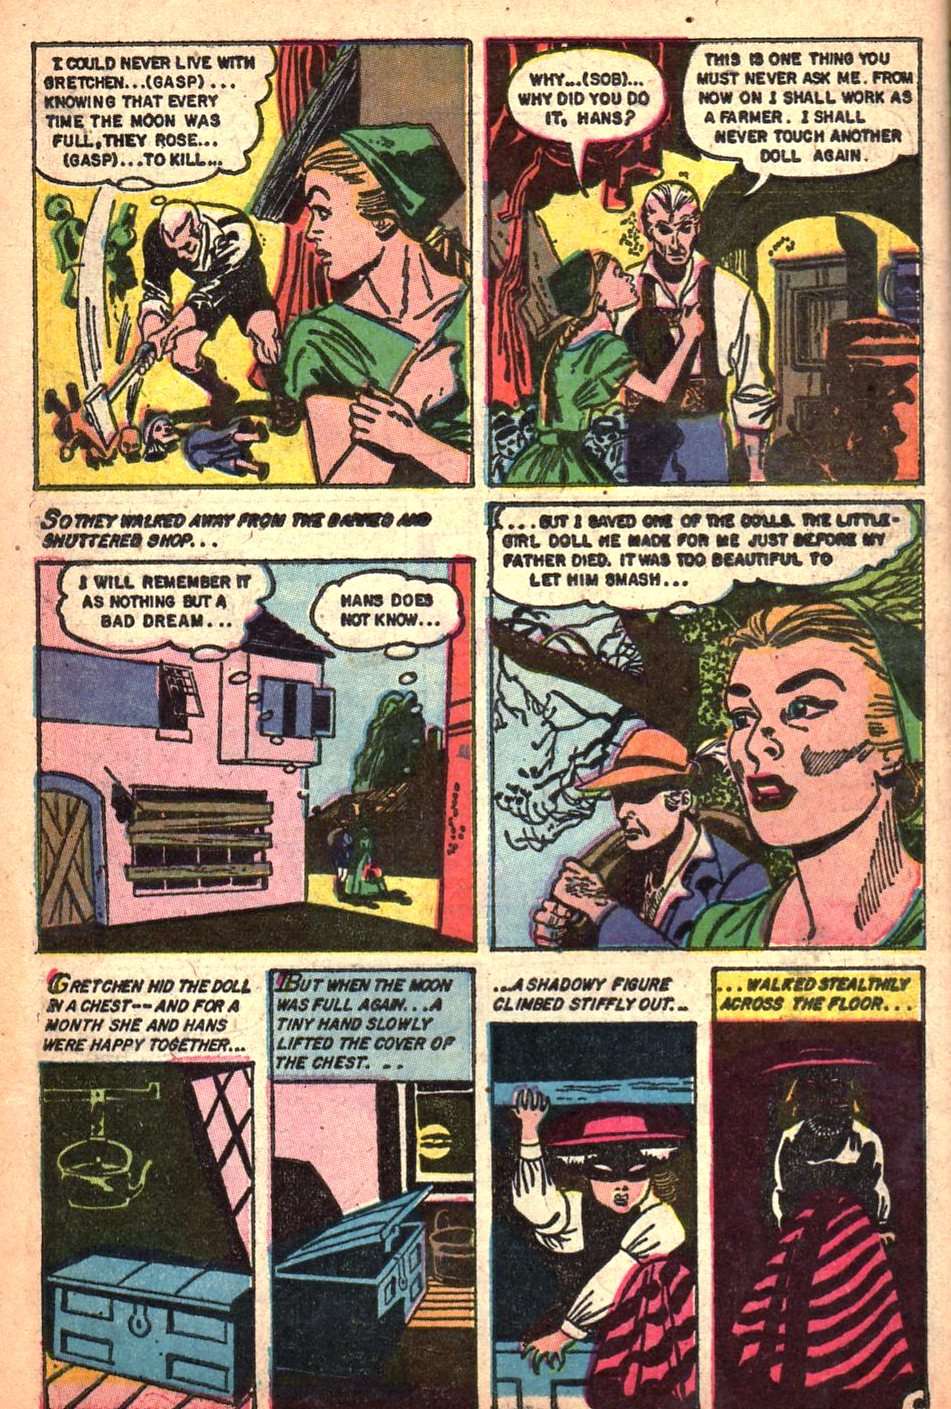 I COULD NEVER LIVE WITH
GRETCHEN...(GASP)...
KNOWING THAT EVERY
TIME THE MOON WAS
FULL, THEY ROSE...
(GASP)...TO KILL...
WHY...(SOB)...
WHY DID YOU DO
IT, HANS?
THIS IS ONE THING YOU
MUST NEVER ASK ME. FROM
NOW ON I SHALL WORK AS
A FARMER. I SHALL
NEVER TOUCH ANOTHER
DOLL AGAIN.
SO THEY WALKED AWAY FROM THE BARRED AND
SHUTTERED SHOP...
I WILL REMEMBER IT
AS NOTHING BUT A
BAD DREAM...
HANS DOES
NOT KNOW...
...BUT I SAVED ONE OF THE DOLLS. THE LITTLE-
GIRL DOLL HE MADE FOR ME JUST BEFORE MY
FATHER DIED. IT WAS TOO BEAUTIFUL TO
LET HIM SMASH...
GRETCHEN HID THE DOLL
IN A CHEST-- AND FOR A
MONTH SHE AND HANS
WERE HAPPY TOGETHER...
BUT WHEN THE MOON
WAS FULL AGAIN...A
TINY HAND SLOWLY
LIFTED THE COVER OF
THE CHEST...
...A SHADOWY FIGURE
CLIMBED STIFFLY OUT...
...WALKED STEALTHILY
ACROSS THE FLOOR...